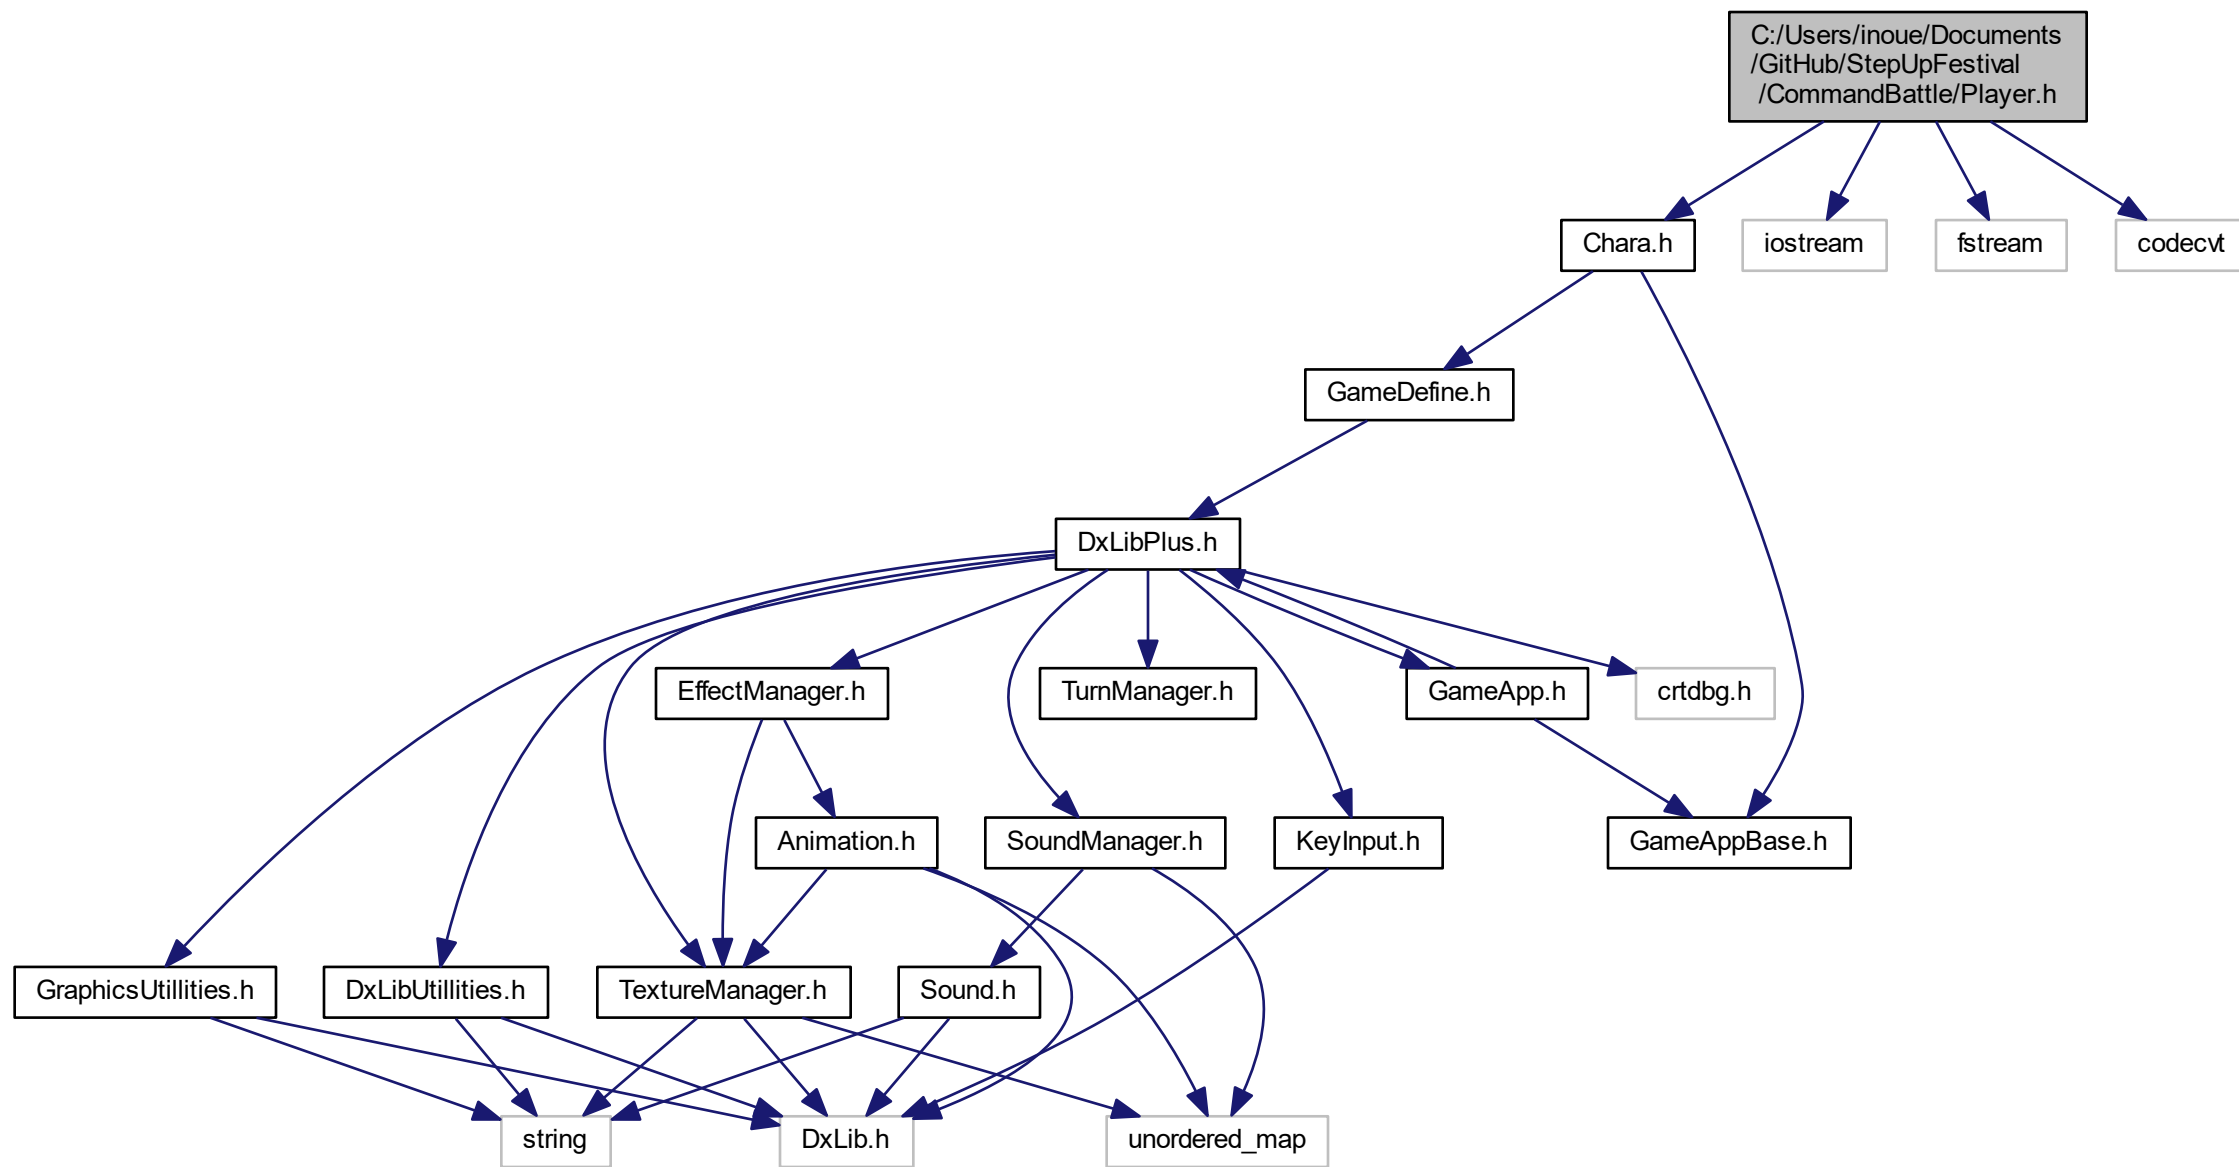 C:/Users/inoue/Documents
/GitHub/StepUpFestival
/CommandBattle/Player.h
Chara.h
iostream
fstream
codecvt
GameDefine.h
DxLibPlus.h
EffectManager.h
TurnManager.h
GameApp.h
crtdbg.h
Animation.h
SoundManager.h
KeyInput.h
GameAppBase.h
GraphicsUtillities.h
DxLibUtillities.h
TextureManager.h
Sound.h
string
DxLib.h
unordered_map